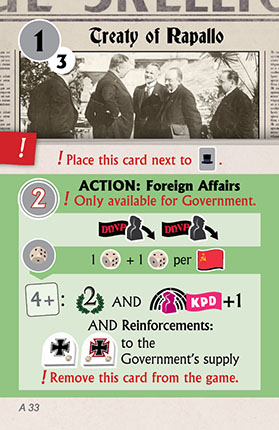 1
3
Treaty of Rapallo
!
! Place this card next to .
2
ACTION: Foreign Affairs
! Only available for Government.
DDVP DDVP
1 + 1 per
4+: 2 AND KPD +1
AND Reinforcements:
to the
Government's supply
! Remove this card from the game.
A 33